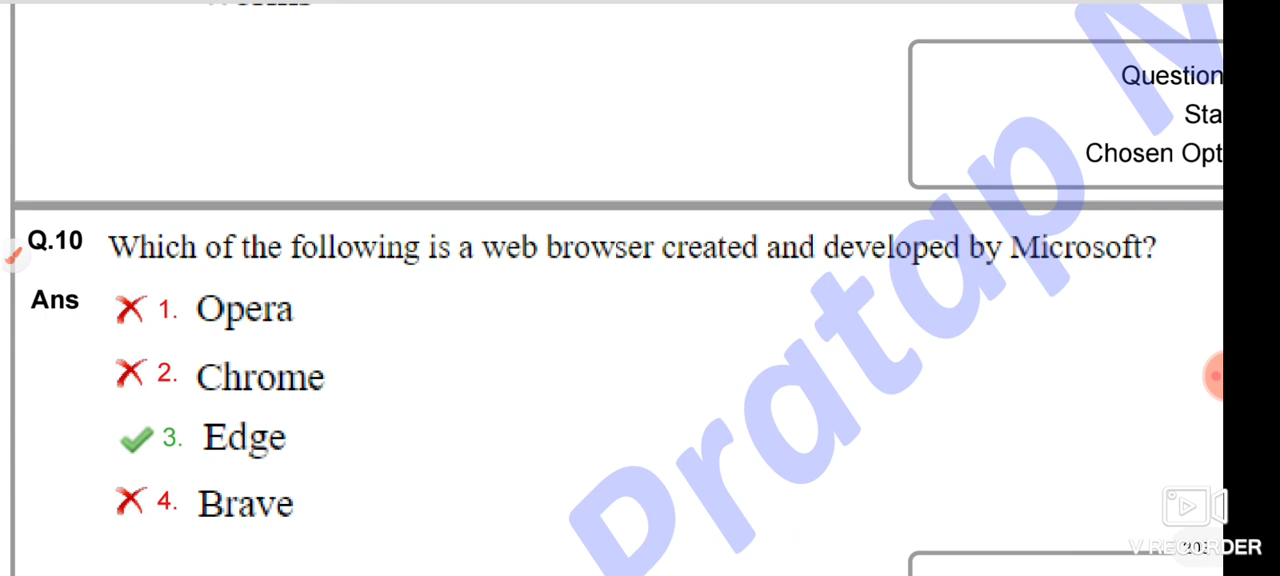 Question
Sta
Chosen Opt
Q.10 Which of the following is a web browser created and developed by Microsoft?
Ans 1. Opera
2. Chrome
3. Edge
4. Brave
Pratap
V RECORDER